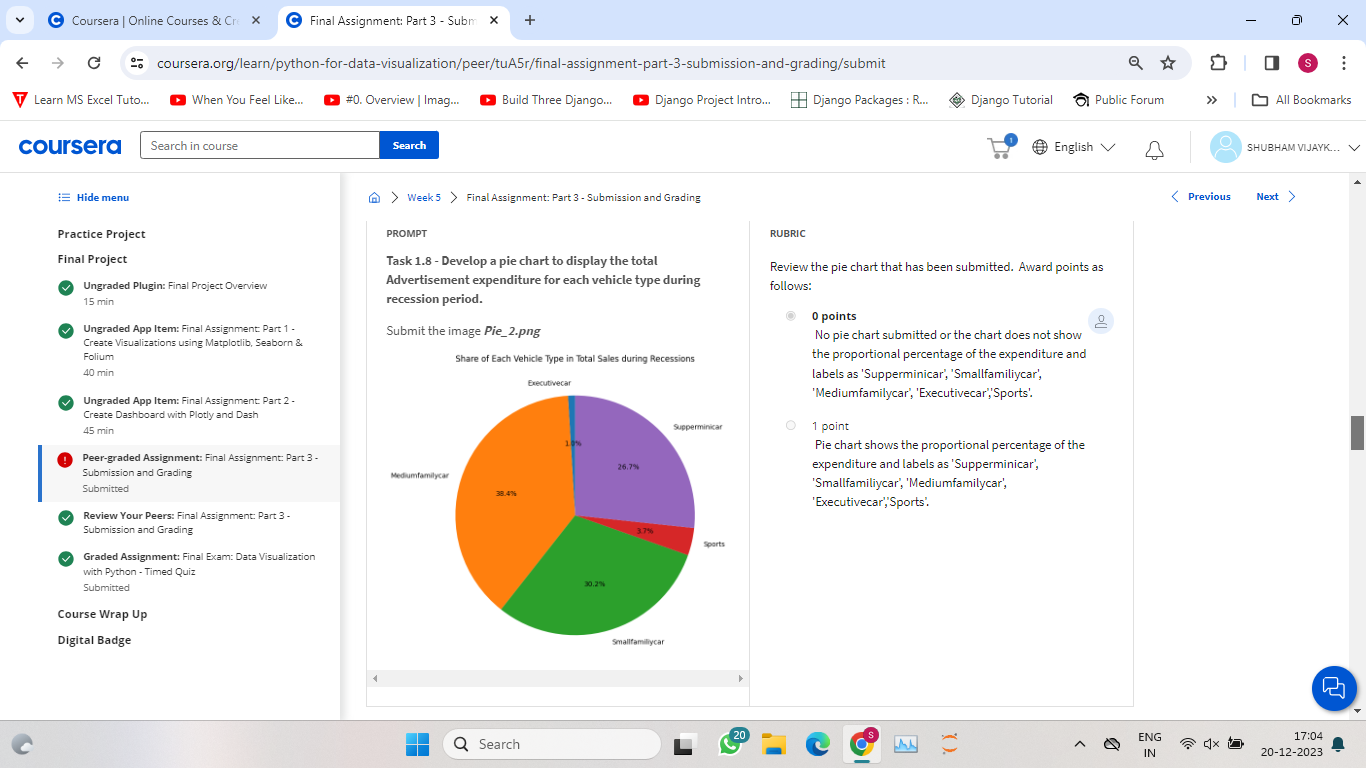 Coursera | Online Courses & Cr
Final Assignment: Part 3 - Subm
coursera.org/learn/python-for-data-visualization/peer/tuA5r/final-assignment-part-3-submission-and-grading/submit
S
Learn MS Excel Tuto...
When You Feel Like...
#0. Overview | Imag...
Build Three Django...
Django Project Intro...
Django Packages : R...
Django Tutorial
Public Forum
All Bookmarks
coursera
Search in course
Search
1
English
SHUBHAM VIJAYK...
Hide menu
Week 5
Final Assignment: Part 3 - Submission and Grading
Previous
Next
Practice Project
Final Project
Ungraded Plugin: Final Project Overview
15 min
Ungraded App Item: Final Assignment: Part 1 -
Create Visualizations using Matplotlib, Seaborn &
Folium
40 min
Ungraded App Item: Final Assignment: Part 2 -
Create Dashboard with Plotly and Dash
45 min
Peer-graded Assignment: Final Assignment: Part 3 -
Submission and Grading
Submitted
Review Your Peers: Final Assignment: Part 3 -
Submission and Grading
Graded Assignment: Final Exam: Data Visualization
with Python - Timed Quiz
Submitted
Course Wrap Up
Digital Badge
PROMPT
Task 1.8 - Develop a pie chart to display the total
Advertisement expenditure for each vehicle type during
recession period.
Submit the image Pie_2.png
Share of Each Vehicle Type in Total Sales during Recessions
Executivecar
Supperminicar
26.7%
Mediumfamilycar
38.4%
3.7%
Sports
30.2%
Smallfamiliycar
RUBRIC
Review the pie chart that has been submitted. Award points as
follows:
0 points
No pie chart submitted or the chart does not show
the proportional percentage of the expenditure and
labels as 'Supperminicar', 'Smallfamiliycar',
'Mediumfamilycar', 'Executivecar','Sports'.
1 point
Pie chart shows the proportional percentage of the
expenditure and labels as 'Supperminicar',
'Smallfamiliycar', 'Mediumfamilycar',
'Executivecar','Sports'.
Search
20
S
ENG
IN
17:04
20-12-2023